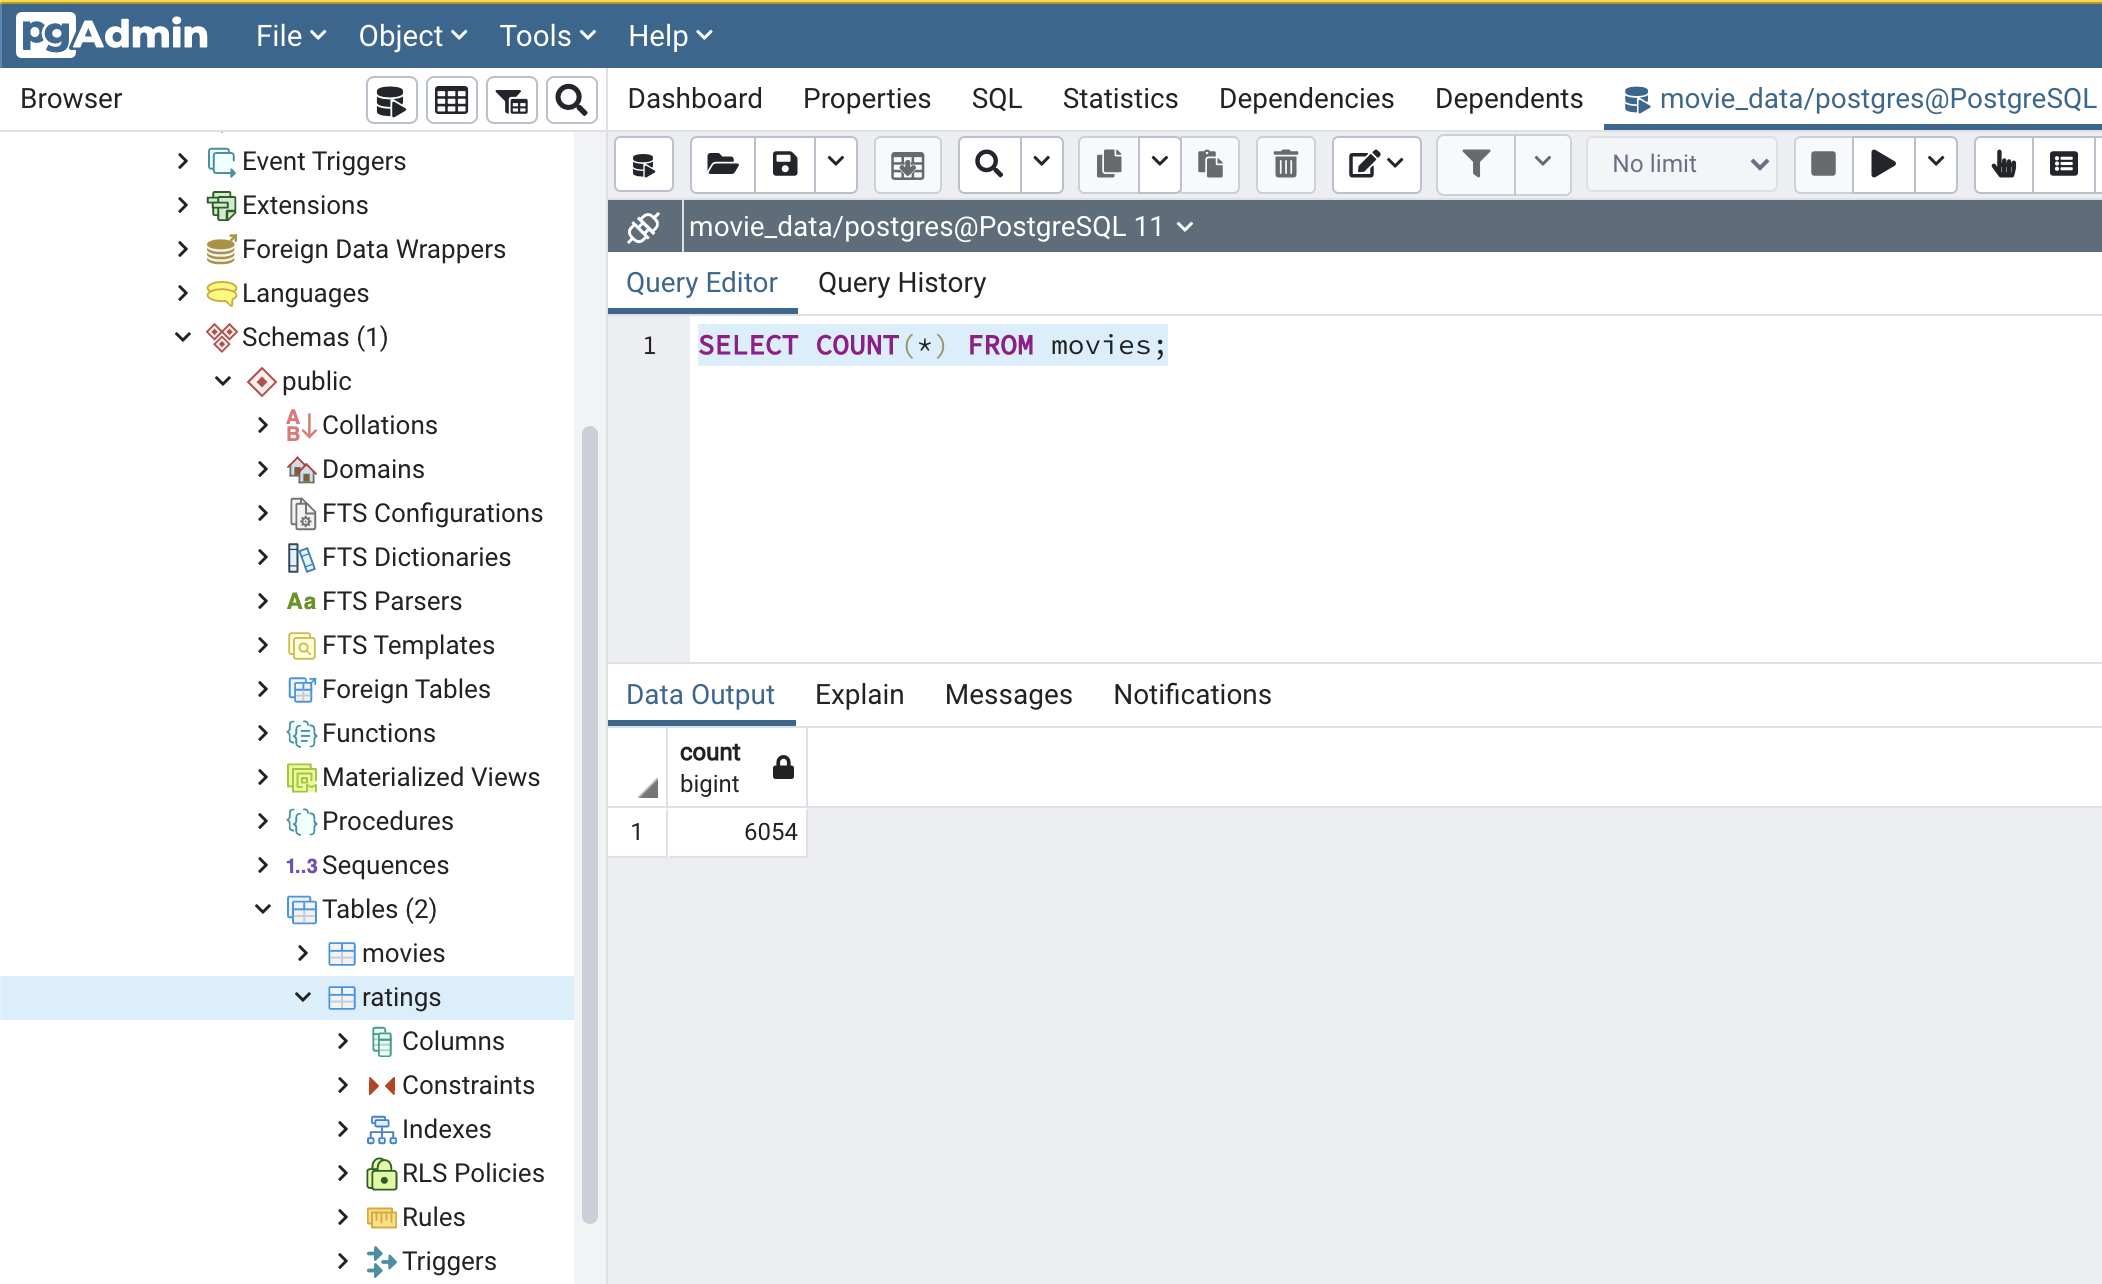 pgAdmin File Object Tools Help
Browser
Dashboard Properties SQL Statistics Dependencies Dependents movie_data/postgres@PostgreSQL
No limit
movie_data/postgres@PostgreSQL 11
Query Editor Query History
1 SELECT COUNT(*) FROM movies;
Data Output Explain Messages Notifications
count
bigint
1 6054
Event Triggers
Extensions
Foreign Data Wrappers
Languages
Schemas (1)
public
Collations
Domains
FTS Configurations
FTS Dictionaries
Aa FTS Parsers
FTS Templates
Foreign Tables
Functions
Materialized Views
Procedures
1..3 Sequences
Tables (2)
movies
ratings
Columns
Constraints
Indexes
RLS Policies
Rules
Triggers